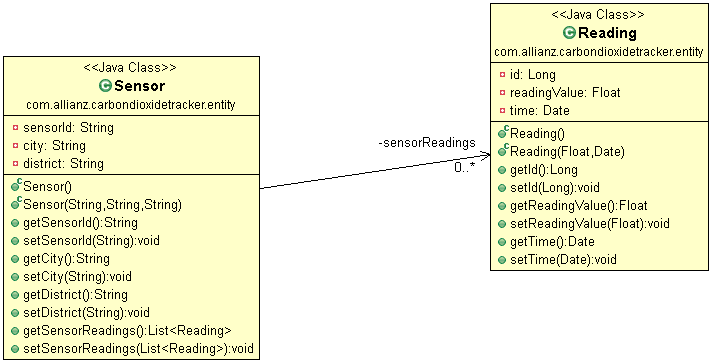 <<Java Class>>
Sensor
com.allianz.carbondioxidetracker.entity
sensorId: String
city: String
district: String
Sensor()
Sensor(String,String,String)
getSensorId():String
setSensorId(String):void
getCity():String
setCity(String):void
getDistrict():String
setDistrict(String):void
getSensorReadings():List<Reading>
setSensorReadings(List<Reading>):void
-sensorReadings
0..*
<<Java Class>>
Reading
com.allianz.carbondioxidetracker.entity
id: Long
readingValue: Float
time: Date
Reading()
Reading(Float,Date)
getId():Long
setId(Long):void
getReadingValue():Float
setReadingValue(Float):void
getTime():Date
setTime(Date):void